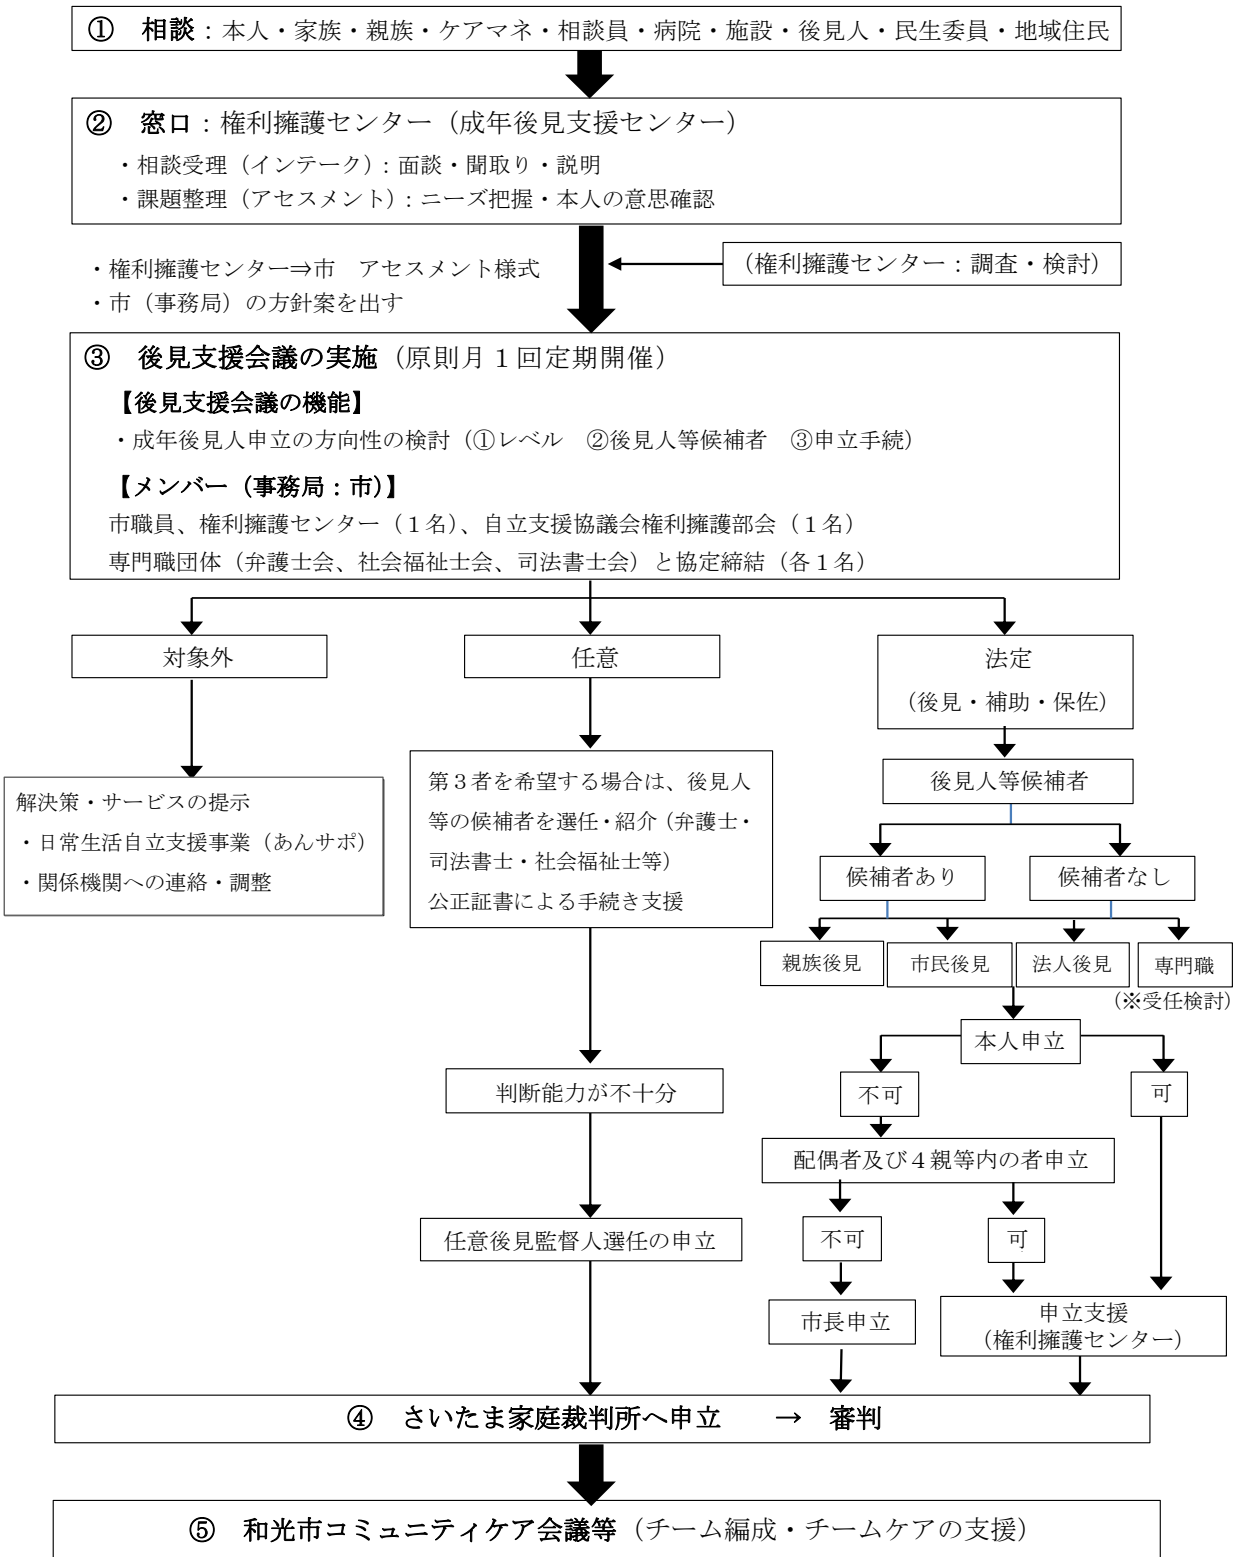 ① 相談：本人・家族・親族・ケアマネ・相談員・病院・施設・後見人・民生委員・地域住民
② 窓口：権利擁護センター（成年後見支援センター）
・相談受理（インテーク）：面談・聞取り・説明
・課題整理（アセスメント）：ニーズ把握・本人の意思確認
・権利擁護センター⇒市 アセスメント様式
・市（事務局）の方針案を出す
（権利擁護センター：調査・検討）
③ 後見支援会議の実施（原則月１回定期開催）
【後見支援会議の機能】
・成年後見人申立の方向性の検討（①レベル ②後見人等候補者 ③申立手続）
【メンバー（事務局：市）】
市職員、権利擁護センター（１名）、自立支援協議会権利擁護部会（１名）
専門職団体（弁護士会、社会福祉士会、司法書士会）と協定締結（各１名）
対象外
任意
法定
（後見・補助・保佐）
解決策・サービスの提示
・日常生活自立支援事業（あんサポ）
・関係機関への連絡・調整
第３者を希望する場合は、後見人
等の候補者を選任・紹介（弁護士・
司法書士・社会福祉士等）
公正証書による手続き支援
後見人等候補者
候補者あり
候補者なし
親族後見
市民後見
法人後見
専門職
（※受任検討）
本人申立
判断能力が不十分
不可
可
配偶者及び４親等内の者申立
任意後見監督人選任の申立
不可
可
市長申立
申立支援
（権利擁護センター）
④ さいたま家庭裁判所へ申立 → 審判
⑤ 和光市コミュニティケア会議等（チーム編成・チームケアの支援）